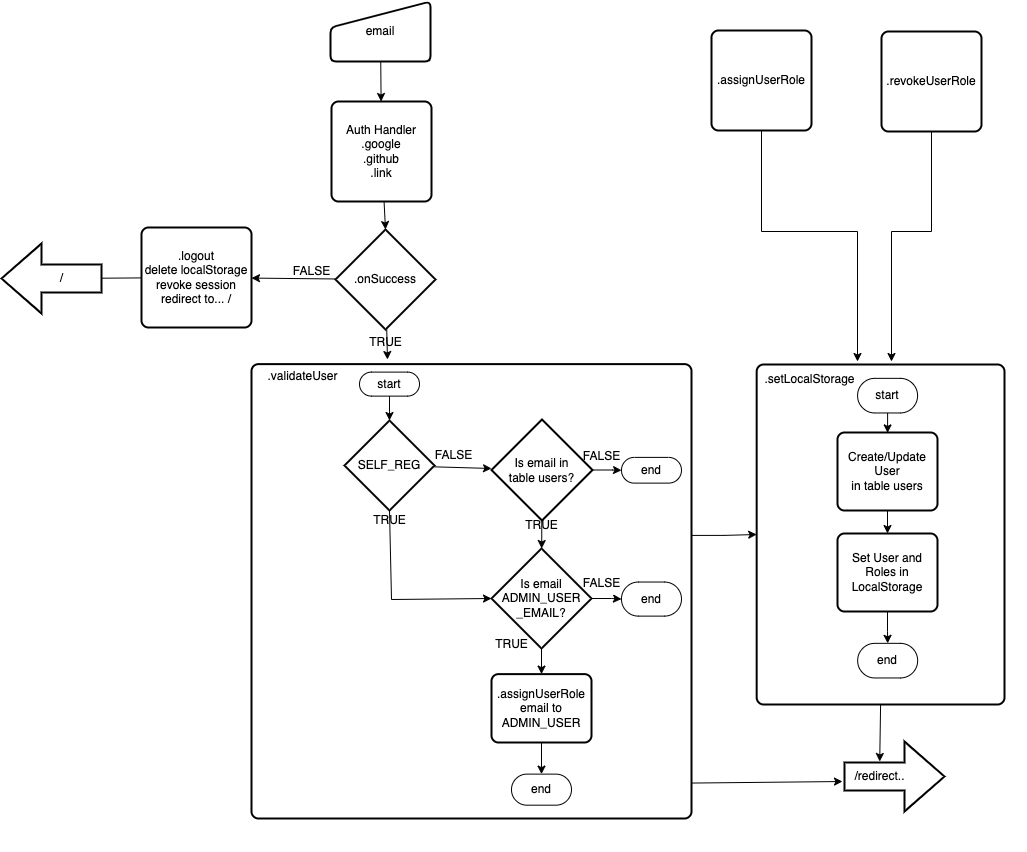 email
.assignUserRole
.revokeUserRole
Auth Handler
.google
.github
.link
.logout
delete localStorage
revoke session
redirect to... /
/
FALSE
.onSuccess
TRUE
.validateUser
start
SELF_REG
FALSE
Is email in
table users?
FALSE
end
TRUE
TRUE
Is email
ADMIN_USER
_EMAIL?
FALSE
end
TRUE
.assignUserRole
email to
ADMIN_USER
end
.setLocalStorage
start
Create/Update
User
in table users
Set User and
Roles in
LocalStorage
end
/redirect..